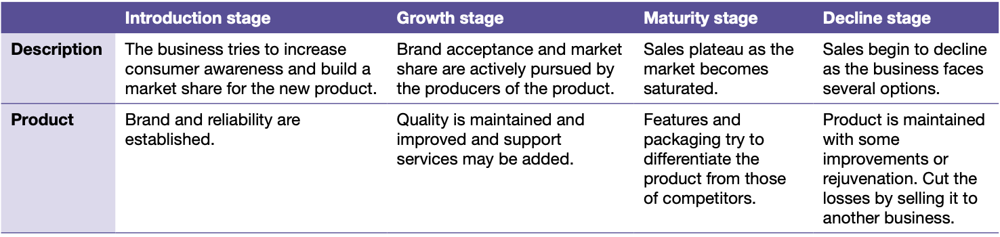 Introduction stage
Growth stage
Maturity stage
Decline stage
Description
The business tries to increase
consumer awareness and build a
market share for the new product.
Brand acceptance and market
share are actively pursued by
the producers of the product.
Sales plateau as the
market becomes
saturated.
Sales begin to decline
as the business faces
several options.
Product
Brand and reliability are
established.
Quality is maintained and
improved and support
services may be added.
Features and
packaging try to
differentiate the
product from those
of competitors.
Product is maintained
with some
improvements or
rejuvenation. Cut the
losses by selling it to
another business.